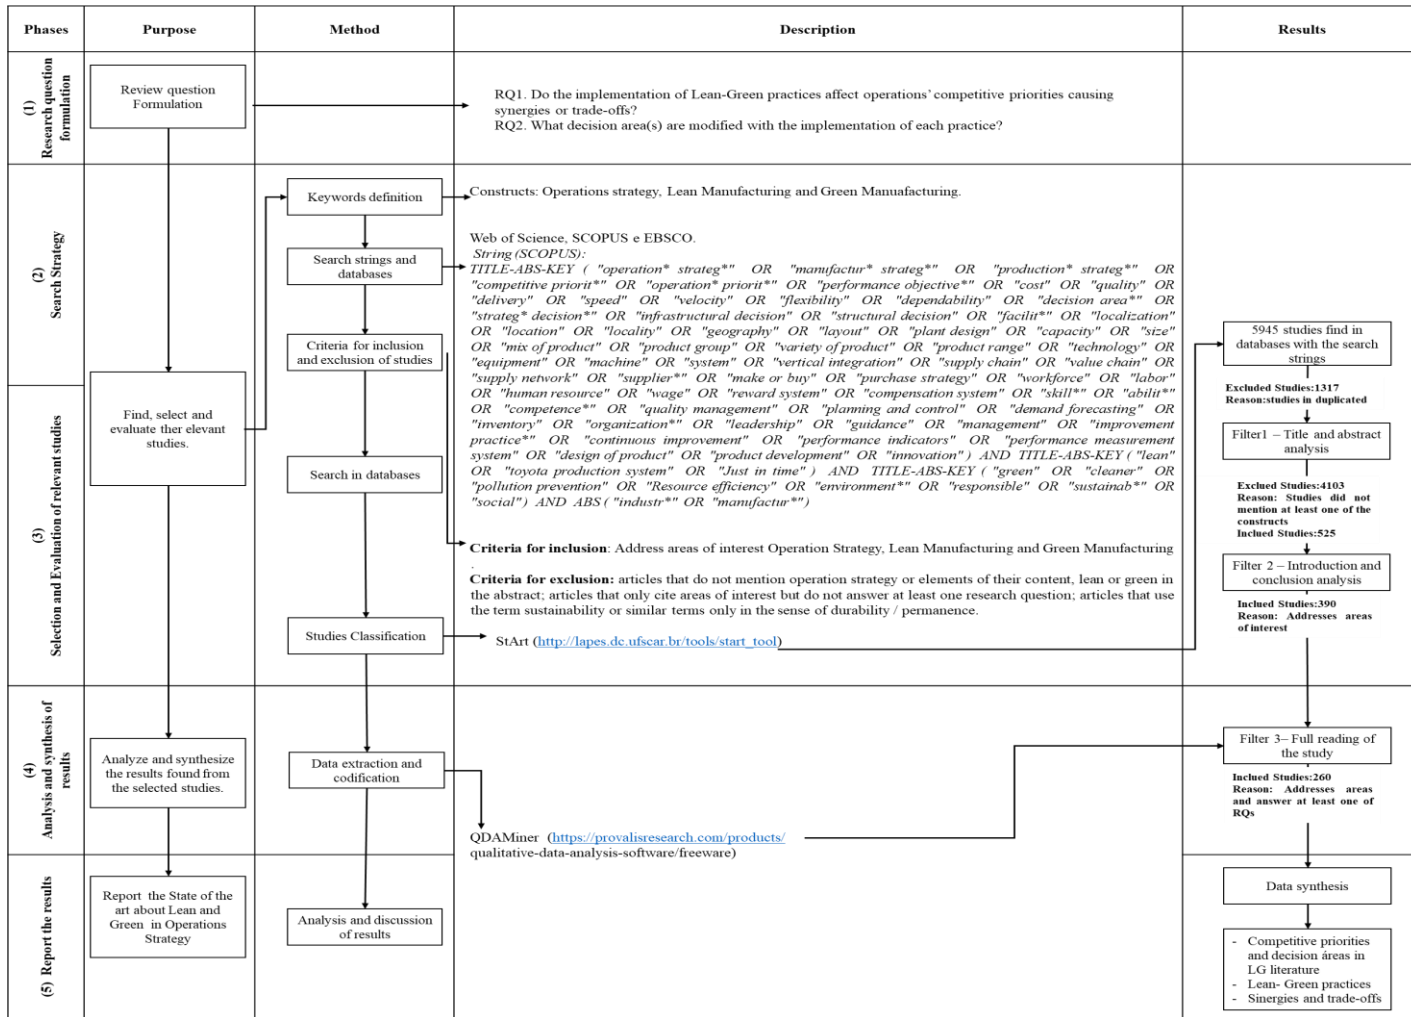 Phases
Purpose
Method
Description
Results
(1)
Research question
formulation
Review question
Formulation
RQ1. Do the implementation of Lean-Green practices affect operations' competitive priorities causing
synergies or trade-offs?
RQ2. What decision area(s) are modified with the implementation of each practice?
(2)
Search Strategy
Keywords definition
Constructs: Operations strategy, Lean Manufacturing and Green Manuafacturing.
Search strings and
databases
Web of Science, SCOPUS e EBSCO.
String (SCOPUS):
TITLE-ABS-KEY ( "operation* strateg*" OR "manufactur* strateg*" OR "production* strateg*" OR
"competitive priorit*" OR "operation* priorit*" OR "performance objective*" OR "cost" OR "quality" OR
"delivery" OR "speed" OR "velocity" OR "flexibility" OR "dependability" OR "decision area*" OR
"strateg* decision*" OR "infrastructural decision" OR "structural decision" OR "facilit*" OR "localization"
OR "location" OR "locality" OR "geography" OR "layout" OR "plant design" OR "capacity" OR "size"
OR "mix of product" OR "product group" OR "variety of product" OR "product range" OR "technology" OR
"equipment" OR "machine" OR "system" OR "vertical integration" OR "supply chain" OR "value chain" OR
"supply network" OR "supplier*" OR "make or buy" OR "purchase strategy" OR "workforce" OR "labor"
OR "human resource" OR "wage" OR "reward system" OR "compensation system" OR "skill*" OR "abilit*"
OR "competence*" OR "quality management" OR "planning and control" OR "demand forecasting" OR
"inventory" OR "organization*" OR "leadership" OR "guidance" OR "management" OR "improvement
practice*" OR "continuous improvement" OR "performance indicators" OR "performance measurement
system" OR "design of product" OR "product development" OR "innovation" ) AND TITLE-ABS-KEY ( "lean"
OR "toyota production system" OR "Just in time" ) AND TITLE-ABS-KEY ( "green" OR "cleaner" OR
"pollution prevention" OR "Resource efficiency" OR "environment*" OR "responsible" OR "sustainab*" OR
"social") AND ABS ( "industr*" OR "manufactur*")
Criteria for inclusion
and exclusion of studies
5945 studies find in
databases with the search
strings
(3)
Selection and Evaluation of relevant studies
Find, select and
evaluate ther elevant
studies.
Excluded Studies:1317
Reason:studies in duplicated
Filter1 – Title and abstract
analysis
Search in databases
Exclued Studies:4103
Reason: Studies did not
mention at least one of the
constructs
Inclued Studies:525
Criteria for inclusion: Address areas of interest Operation Strategy, Lean Manufacturing and Green Manufacturing
.
Criteria for exclusion: articles that do not mention operation strategy or elements of their content, lean or green in
the abstract; articles that only cite areas of interest but do not answer at least one research question; articles that use
the term sustainability or similar terms only in the sense of durability / permanence.
Filter 2 – Introduction and
conclusion analysis
Inclued Studies:390
Reason: Addresses areas
of interest
Studies Classification
StArt (http://lapes.dc.ufscar.br/tools/start_tool)
(4)
Analysis and synthesis of
results
Analyze and synthesize
the results found from
the selected studies.
Data extraction and
codification
Filter 3– Full reading of
the study
Inclued Studies:260
Reason: Addresses areas
and answer at least one of
RQs
QDAMiner (https://provalisresearch.com/products/
qualitative-data-analysis-software/freeware)
(5) Report the results
Report the State of the
art about Lean and
Green in Operations
Strategy
Analysis and discussion
of results
Data synthesis
- Competitive priorities
and decision áreas in
LG literature
- Lean- Green practices
- Sinergies and trade-offs